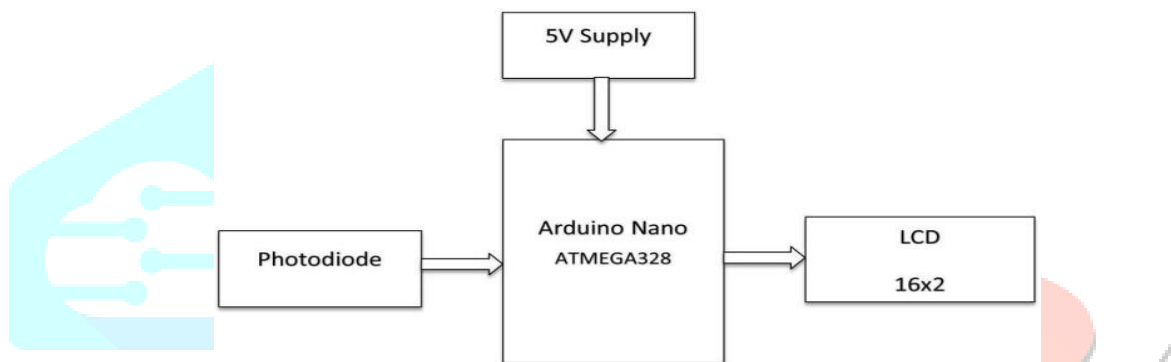 5V Supply
Photodiode
Arduino Nano
ATMEGA328
LCD
16x2